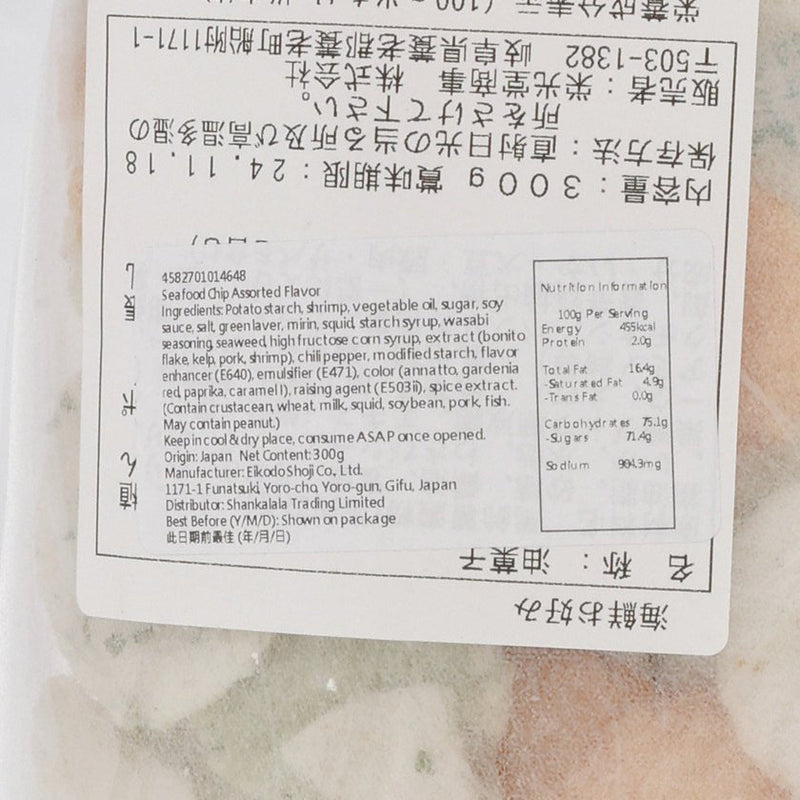 4582701014648
Seafood Chip Assorted Flavor
Ingredients: Potato starch, shrimp, vegetable oil, sugar, soy
sauce, salt, green laver, mirin, squid, starch syrup, wasabi
seasoning, seaweed, high fructose corn syrup, extract (bonito
flake, kelp, pork, shrimp), chili pepper, modified starch, flavor
enhancer (E640), emulsifier (E471), color (annatto, gardenia
red, paprika, caramel I), raising agent (E503ii), spice extract.
(Contain crustacean, wheat, milk, squid, soybean, pork, fish.
May contain peanut.)
Keep in cool & dry place, consume ASAP once opened.
Origin: Japan Net Content: 300g
Manufacturer: Eikodo Shoji Co., Ltd.
1171-1 Funatsuki, Yoro-cho, Yoro-gun, Gifu, Japan
Distributor: Shankalala Trading Limited
Best Before (Y/M/D): Shown on package
此日期前最佳 (年/月/日)
Nutrition Information
100g Per Serving
Energy 455kcal
Protein 2.0g
Total Fat 16.4g
-Saturated Fat 4.9g
-Trans Fat 0.0g
Carbohydrates 75.1g
-Sugars 71.4g
Sodium 904.3mg
海鮮お好み
名 称 : 油菓子
内容量 : 300g 賞味期限 : 24.11.18
保存方法 : 直射日光の当る所及び高温多湿の
所をさけて下さい。
販売者 : 栄光堂商事 株式会社
〒503-1382 岐阜県養老郡養老町船附1171-1